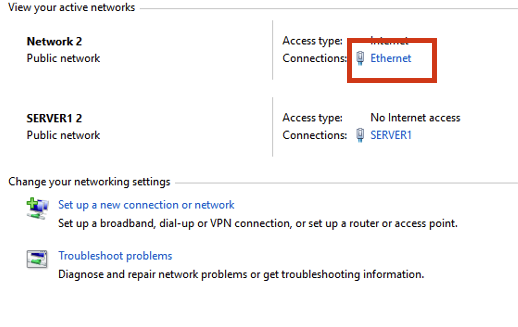 View your active networks
Network 2
Public network
Access type: Internet
Connections: Ethernet
SERVER1 2
Public network
Access type: No Internet access
Connections: SERVER1
Change your networking settings
Set up a new connection or network
Set up a broadband, dial-up or VPN connection, or set up a router or access point.
Troubleshoot problems
Diagnose and repair network problems or get troubleshooting information.